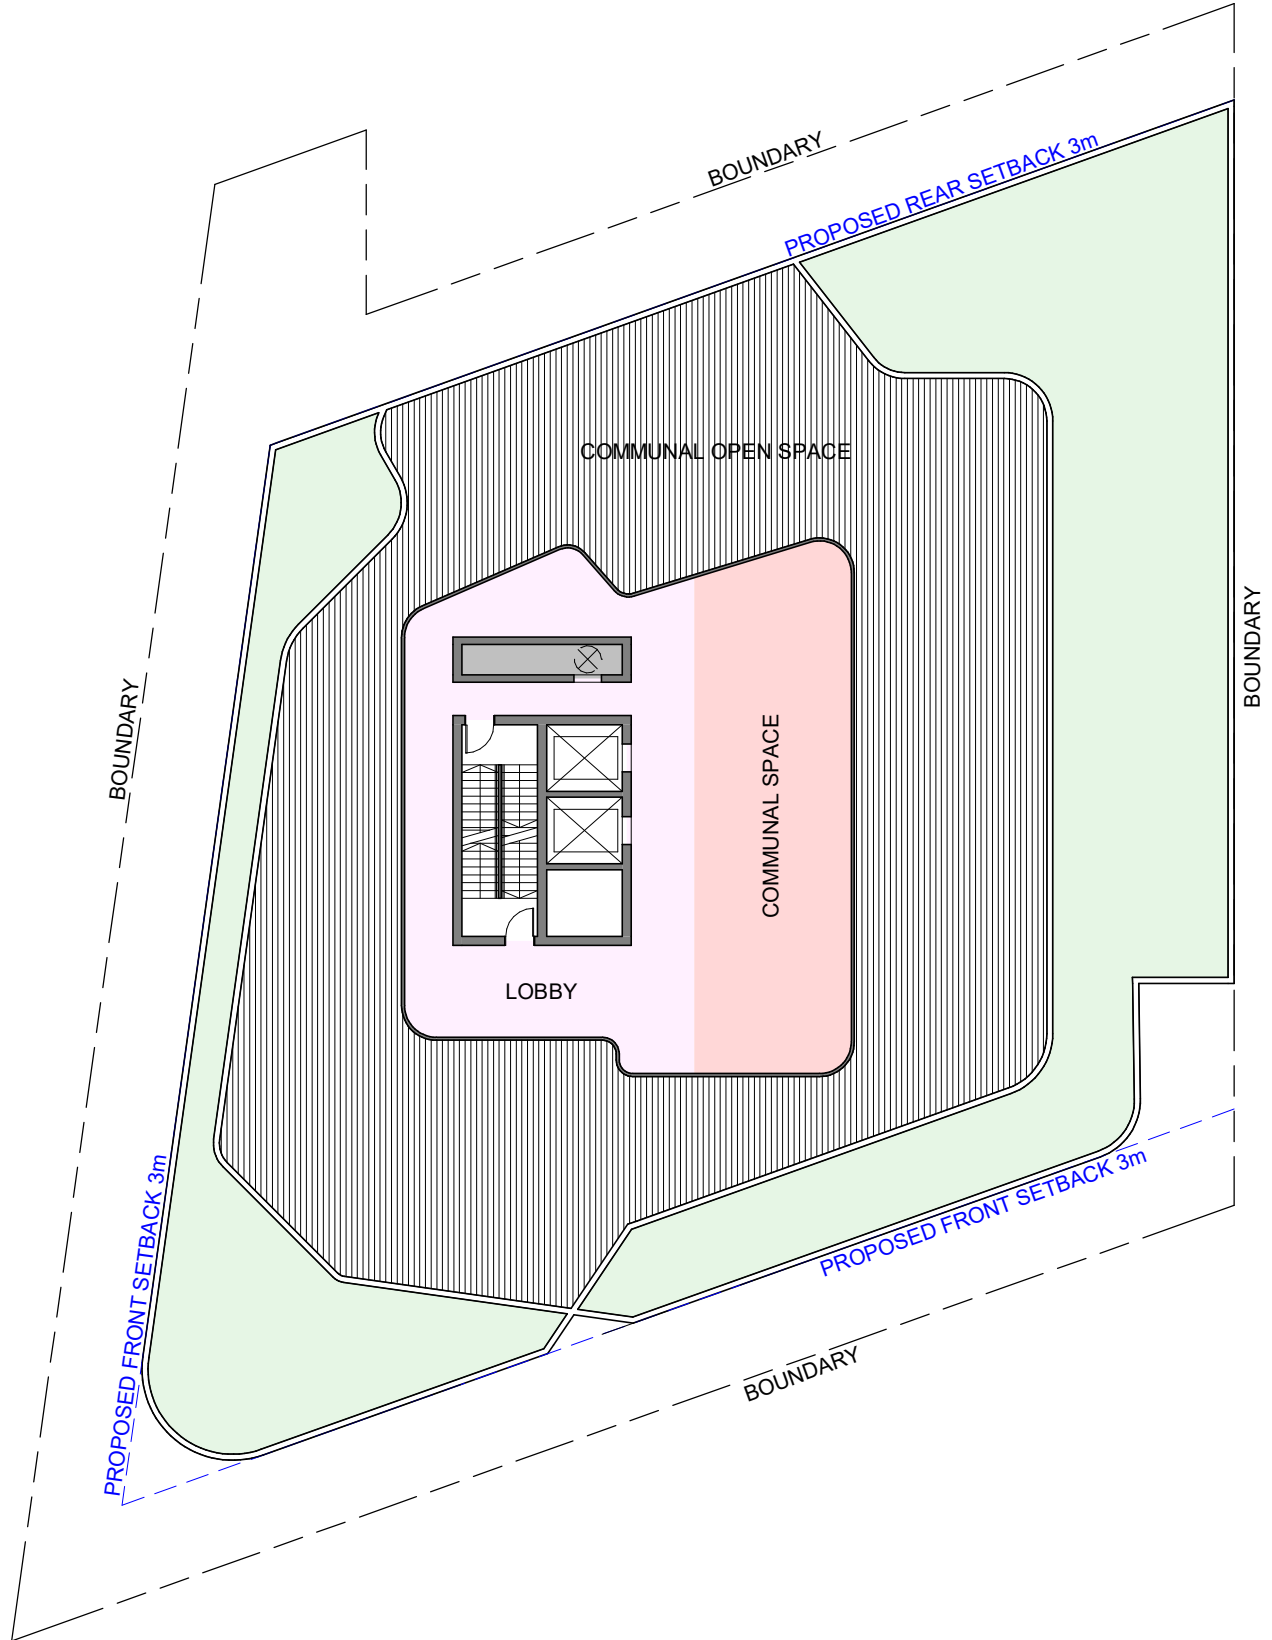 BOUNDARY
PROPOSED REAR SETBACK 3m
COMMUNAL OPEN SPACE
BOUNDARY
BOUNDARY
COMMUNAL SPACE
LOBBY
PROPOSED FRONT SETBACK 3m
PROPOSED FRONT SETBACK 3m
BOUNDARY